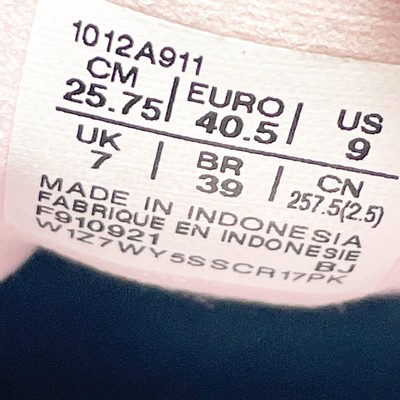 1012A911
CM EURO US
25.75 40.5 9
UK BR CN
7 39 257.5(2.5)
MADE IN INDONESIA
FABRIQUE EN INDONESIE
F910921 BJ
W1Z7WY5SSCR17PK